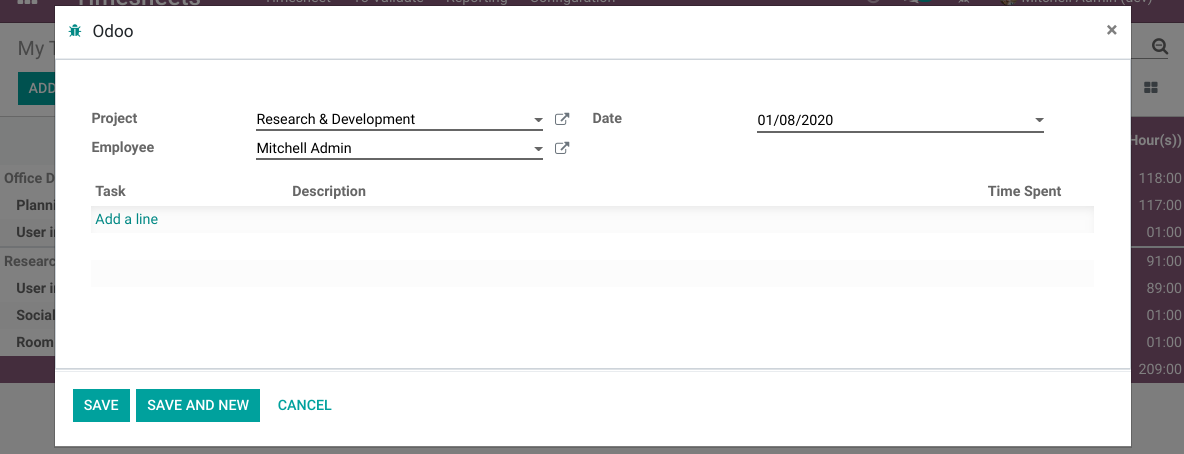 Timesheets Timesheet To Validate Reporting Configuration Mitchell Admin (dev)
Odoo ×
My T
ADD
Project Research & Development Date 01/08/2020
Employee Mitchell Admin
Hour(s))
Task Description Time Spent
Office D 118:00
Add a line
Planni 117:00
User i 01:00
Researc 91:00
User i 89:00
Social 01:00
Room 01:00
209:00
SAVE SAVE AND NEW CANCEL